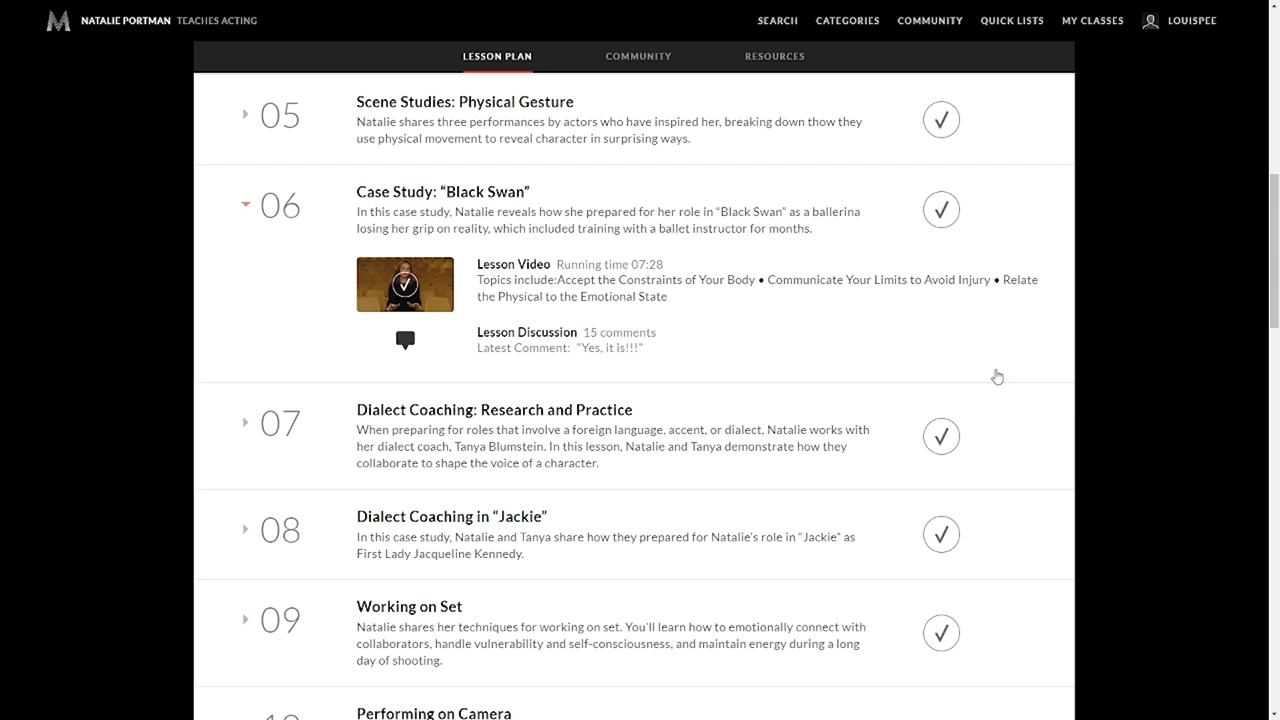 NATALIE PORTMAN TEACHES ACTING SEARCH CATEGORIES COMMUNITY QUICK LISTS MY CLASSES LOUISPEE
LESSON PLAN COMMUNITY RESOURCES
05
Scene Studies: Physical Gesture
Natalie shares three performances by actors who have inspired her, breaking down thow they
use physical movement to reveal character in surprising ways.
06
Case Study: “Black Swan”
In this case study, Natalie reveals how she prepared for her role in “Black Swan” as a ballerina
losing her grip on reality, which included training with a ballet instructor for months.
Lesson Video Running time 07:28
Topics include:Accept the Constraints of Your Body • Communicate Your Limits to Avoid Injury • Relate
the Physical to the Emotional State
Lesson Discussion 15 comments
Latest Comment: "Yes, it is!!!"
07
Dialect Coaching: Research and Practice
When preparing for roles that involve a foreign language, accent, or dialect, Natalie works with
her dialect coach, Tanya Blumstein. In this lesson, Natalie and Tanya demonstrate how they
collaborate to shape the voice of a character.
08
Dialect Coaching in “Jackie”
In this case study, Natalie and Tanya share how they prepared for Natalie’s role in “Jackie” as
First Lady Jacqueline Kennedy.
09
Working on Set
Natalie shares her techniques for working on set. You’ll learn how to emotionally connect with
collaborators, handle vulnerability and self-consciousness, and maintain energy during a long
day of shooting.
10
Performing on Camera